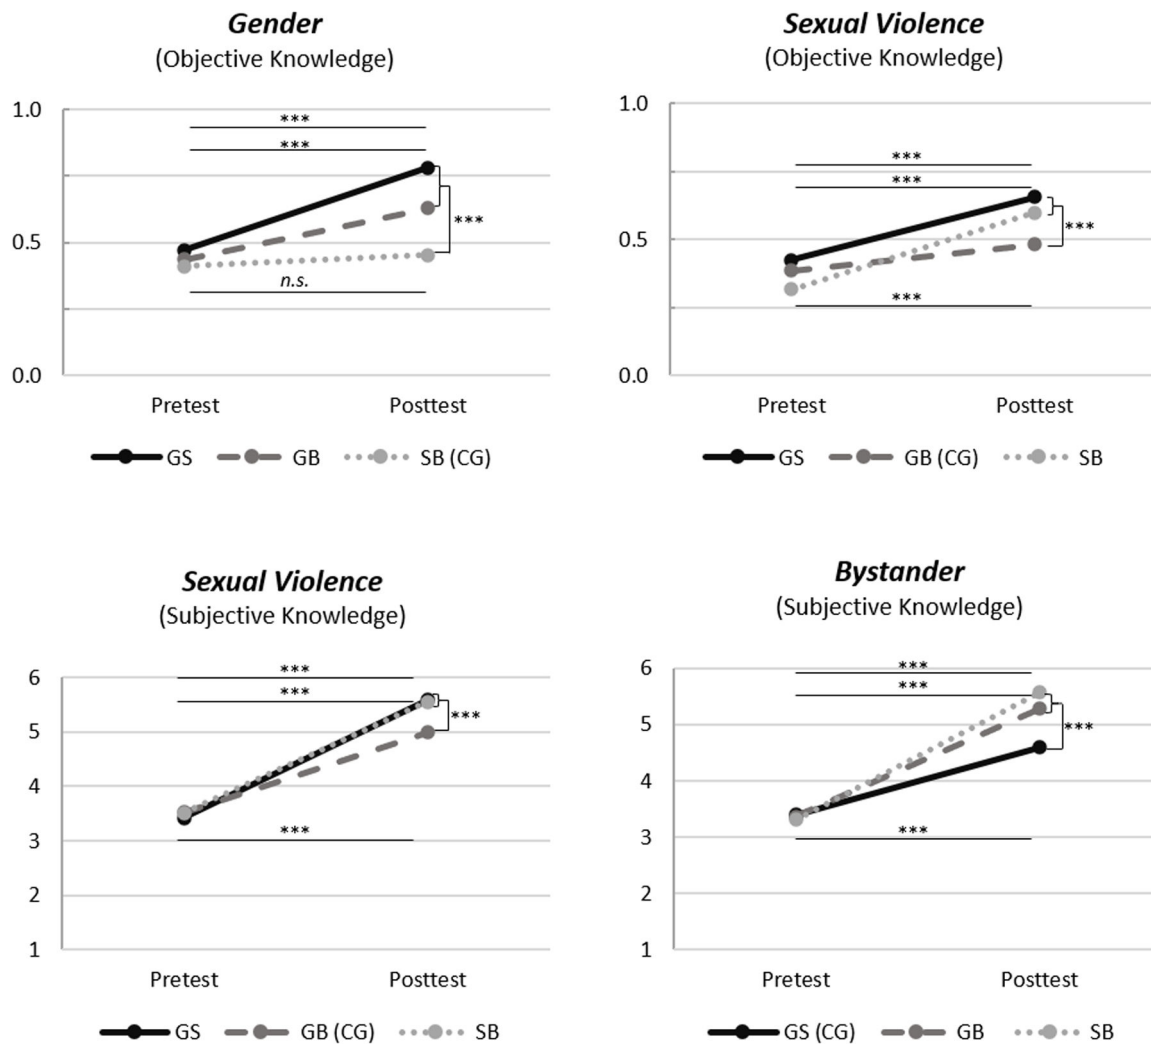 Gender
(Objective Knowledge)
1.0
***
***
***
0.5
n.s.
0.0
Pretest Posttest
GS GB SB (CG)
Sexual Violence
(Objective Knowledge)
1.0
***
***
***
0.5
***
0.0
Pretest Posttest
GS GB (CG) SB
Sexual Violence
(Subjective Knowledge)
6
***
***
***
5
4
***
3
2
1
Pretest Posttest
GS GB (CG) SB
Bystander
(Subjective Knowledge)
6
***
***
***
5
4
***
3
2
1
Pretest Posttest
GS (CG) GB SB